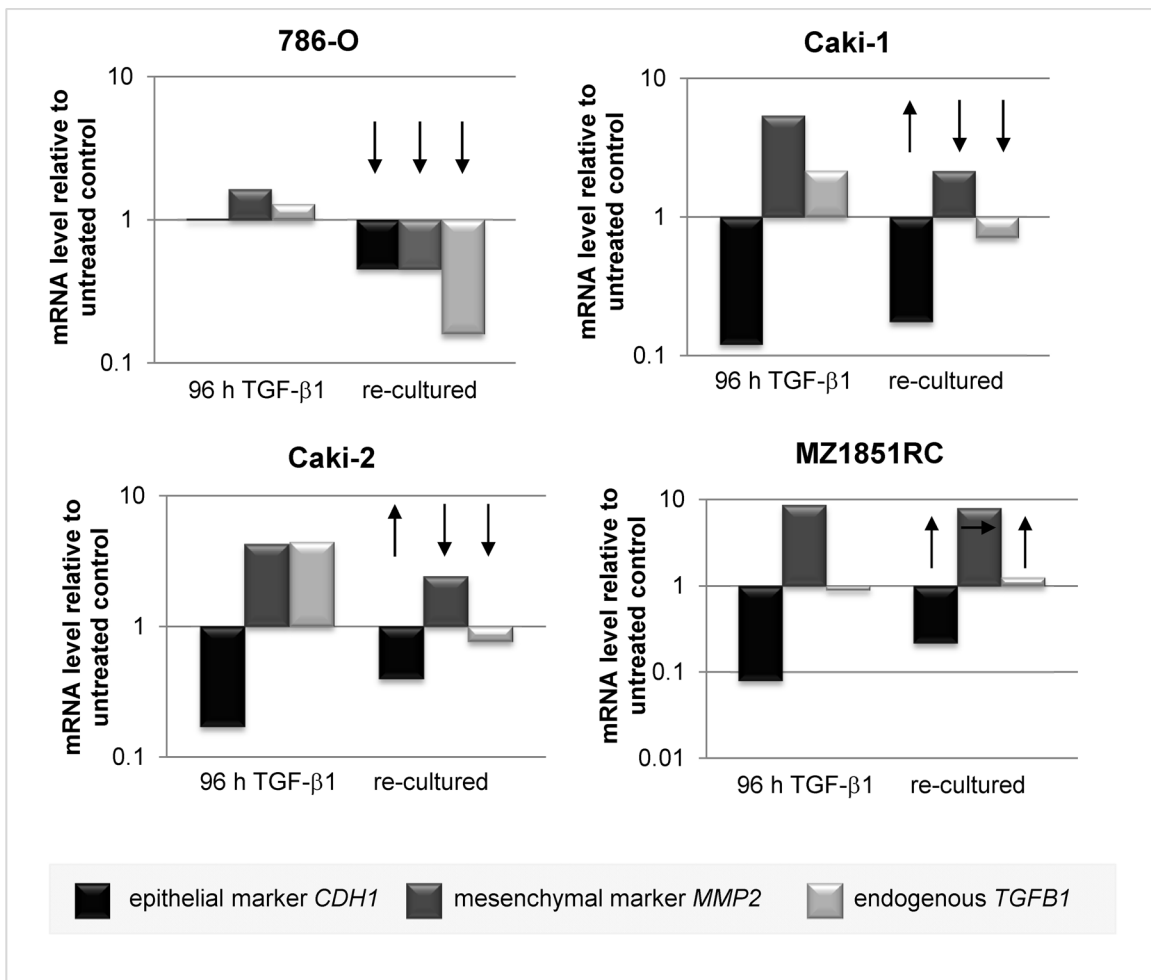 786-O
mRNA level relative to
untreated control
10
1
0.1
96 h TGF-β1
re-cultured
Caki-1
mRNA level relative to
untreated control
10
1
0.1
96 h TGF-β1
re-cultured
Caki-2
mRNA level relative to
untreated control
10
1
0.1
96 h TGF-β1
re-cultured
MZ1851RC
mRNA level relative to
untreated control
10
1
0.1
0.01
96 h TGF-β1
re-cultured
epithelial marker CDH1
mesenchymal marker MMP2
endogenous TGFB1